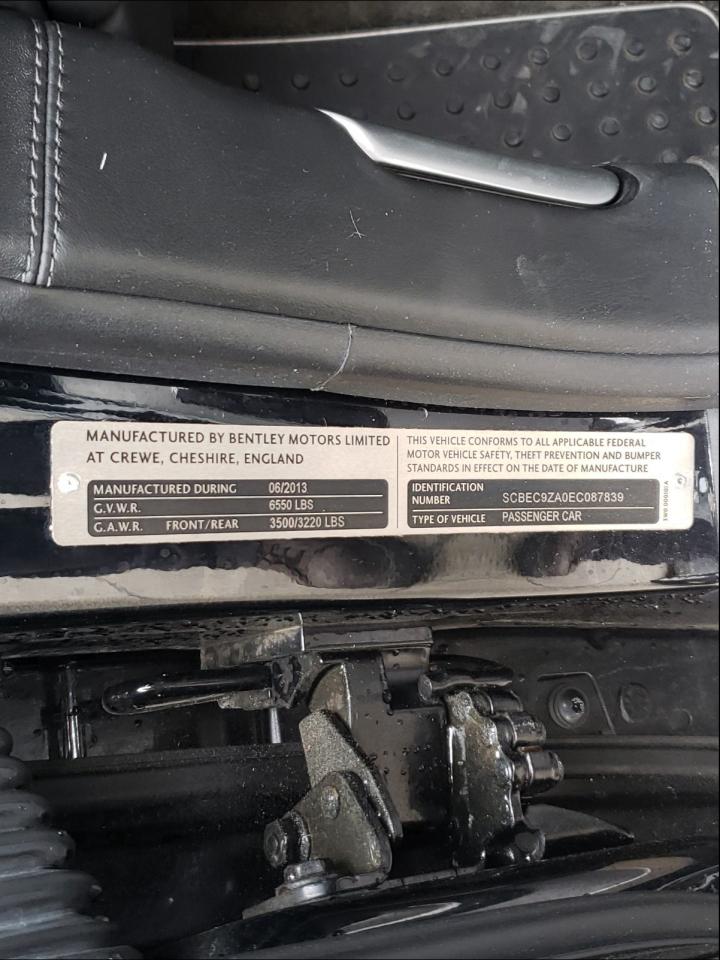 MANUFACTURED BY BENTLEY MOTORS LIMITED
AT CREWE, CHESHIRE, ENGLAND
MANUFACTURED DURING 06/2013
G.V.W.R. 6550 LBS
G.A.W.R. FRONT/REAR 3500/3220 LBS
THIS VEHICLE CONFORMS TO ALL APPLICABLE FEDERAL
MOTOR VEHICLE SAFETY, THEFT PREVENTION AND BUMPER
STANDARDS IN EFFECT ON THE DATE OF MANUFACTURE
IDENTIFICATION
NUMBER SCBEC9ZA0EC087839
TYPE OF VEHICLE PASSENGER CAR